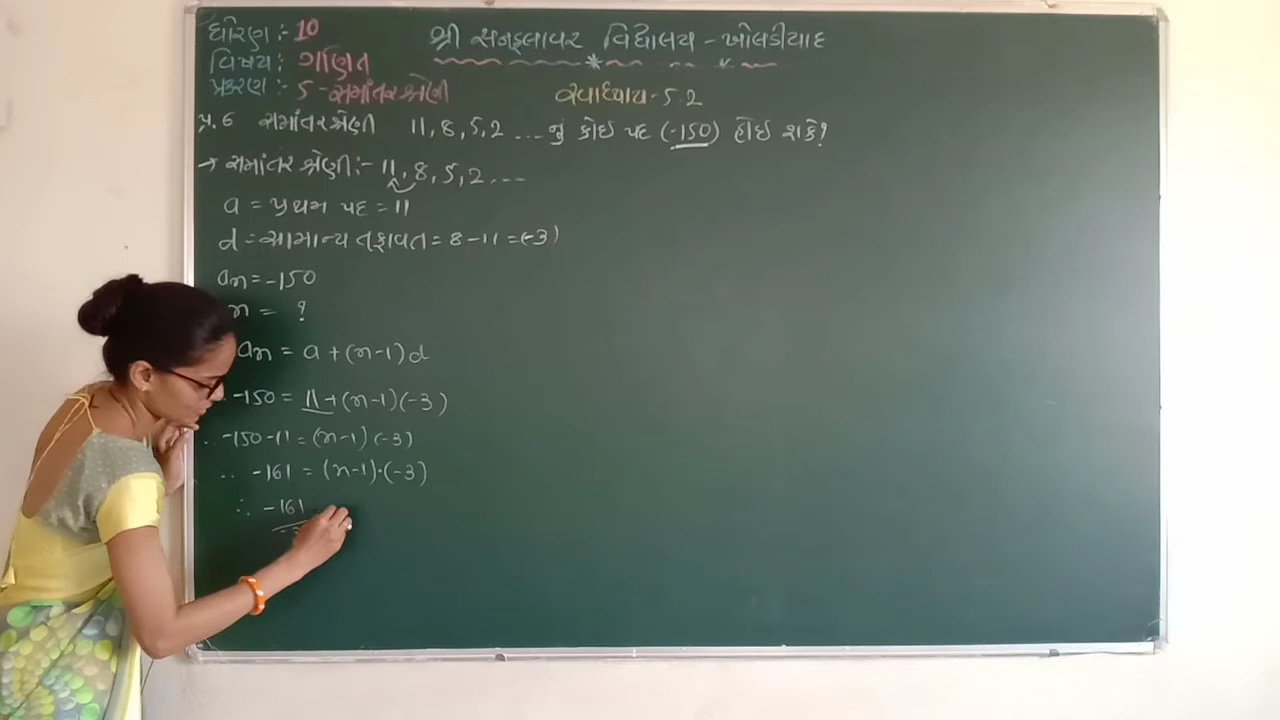 ધોરણ :- 10
શ્રી સનફ્લાવર વિદ્યાલય - ખોલડીયાદ
વિષય: ગણિત
પ્રકરણ :- 5 - સમાંતર શ્રેણી
સ્વાધ્યાય - 5.2
પ્ર. 6 સમાંતર શ્રેણી 11, 8, 5, 2 ... નું કોઈ પદ (-150) હોઈ શકે?
→ સમાંતર શ્રેણી :- 11, 8, 5, 2 ...
a = પ્રથમ પદ = 11
d = સામાન્ય તફાવત = 8 - 11 = (-3)
an = -150
n = ?
an = a + (n-1) d
-150 = 11 + (n-1) (-3)
-150 - 11 = (n-1) (-3)
-161 = (n-1) · (-3)
∴ -161